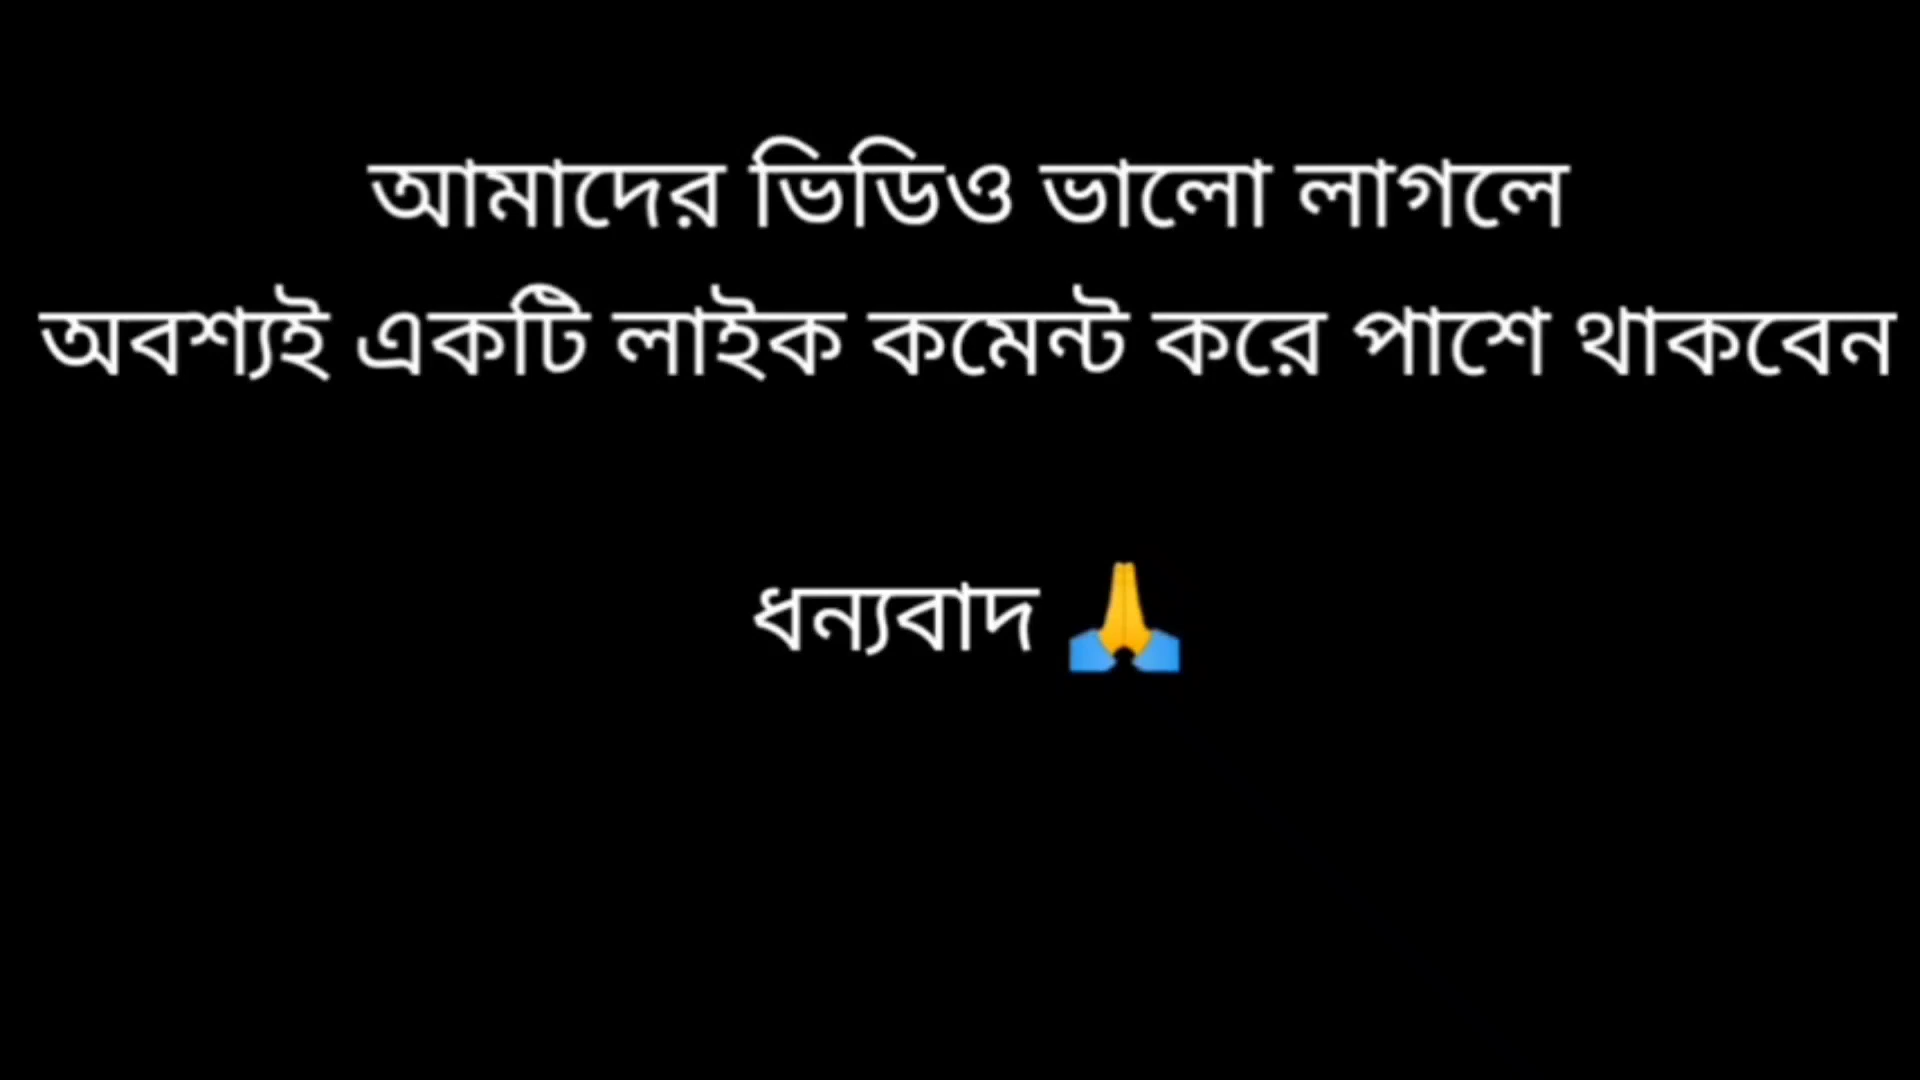 আমাদের ভিডিও ভালো লাগলে
অবশ্যই একটি লাইক কমেন্ট করে পাশে থাকবেন
ধন্যবাদ 🙏